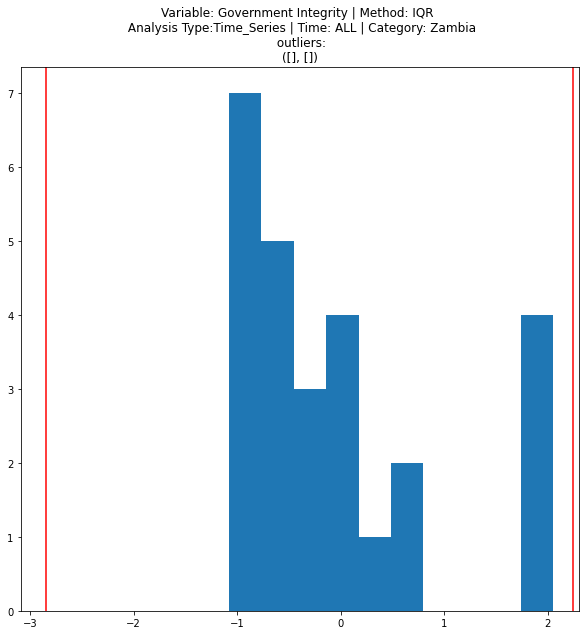 Variable: Government Integrity | Method: IQR
Analysis Type:Time_Series | Time: ALL | Category: Zambia
outliers:
([], [])
7
6
5
4
3
2
1
0
−3 −2 −1 0 1 2